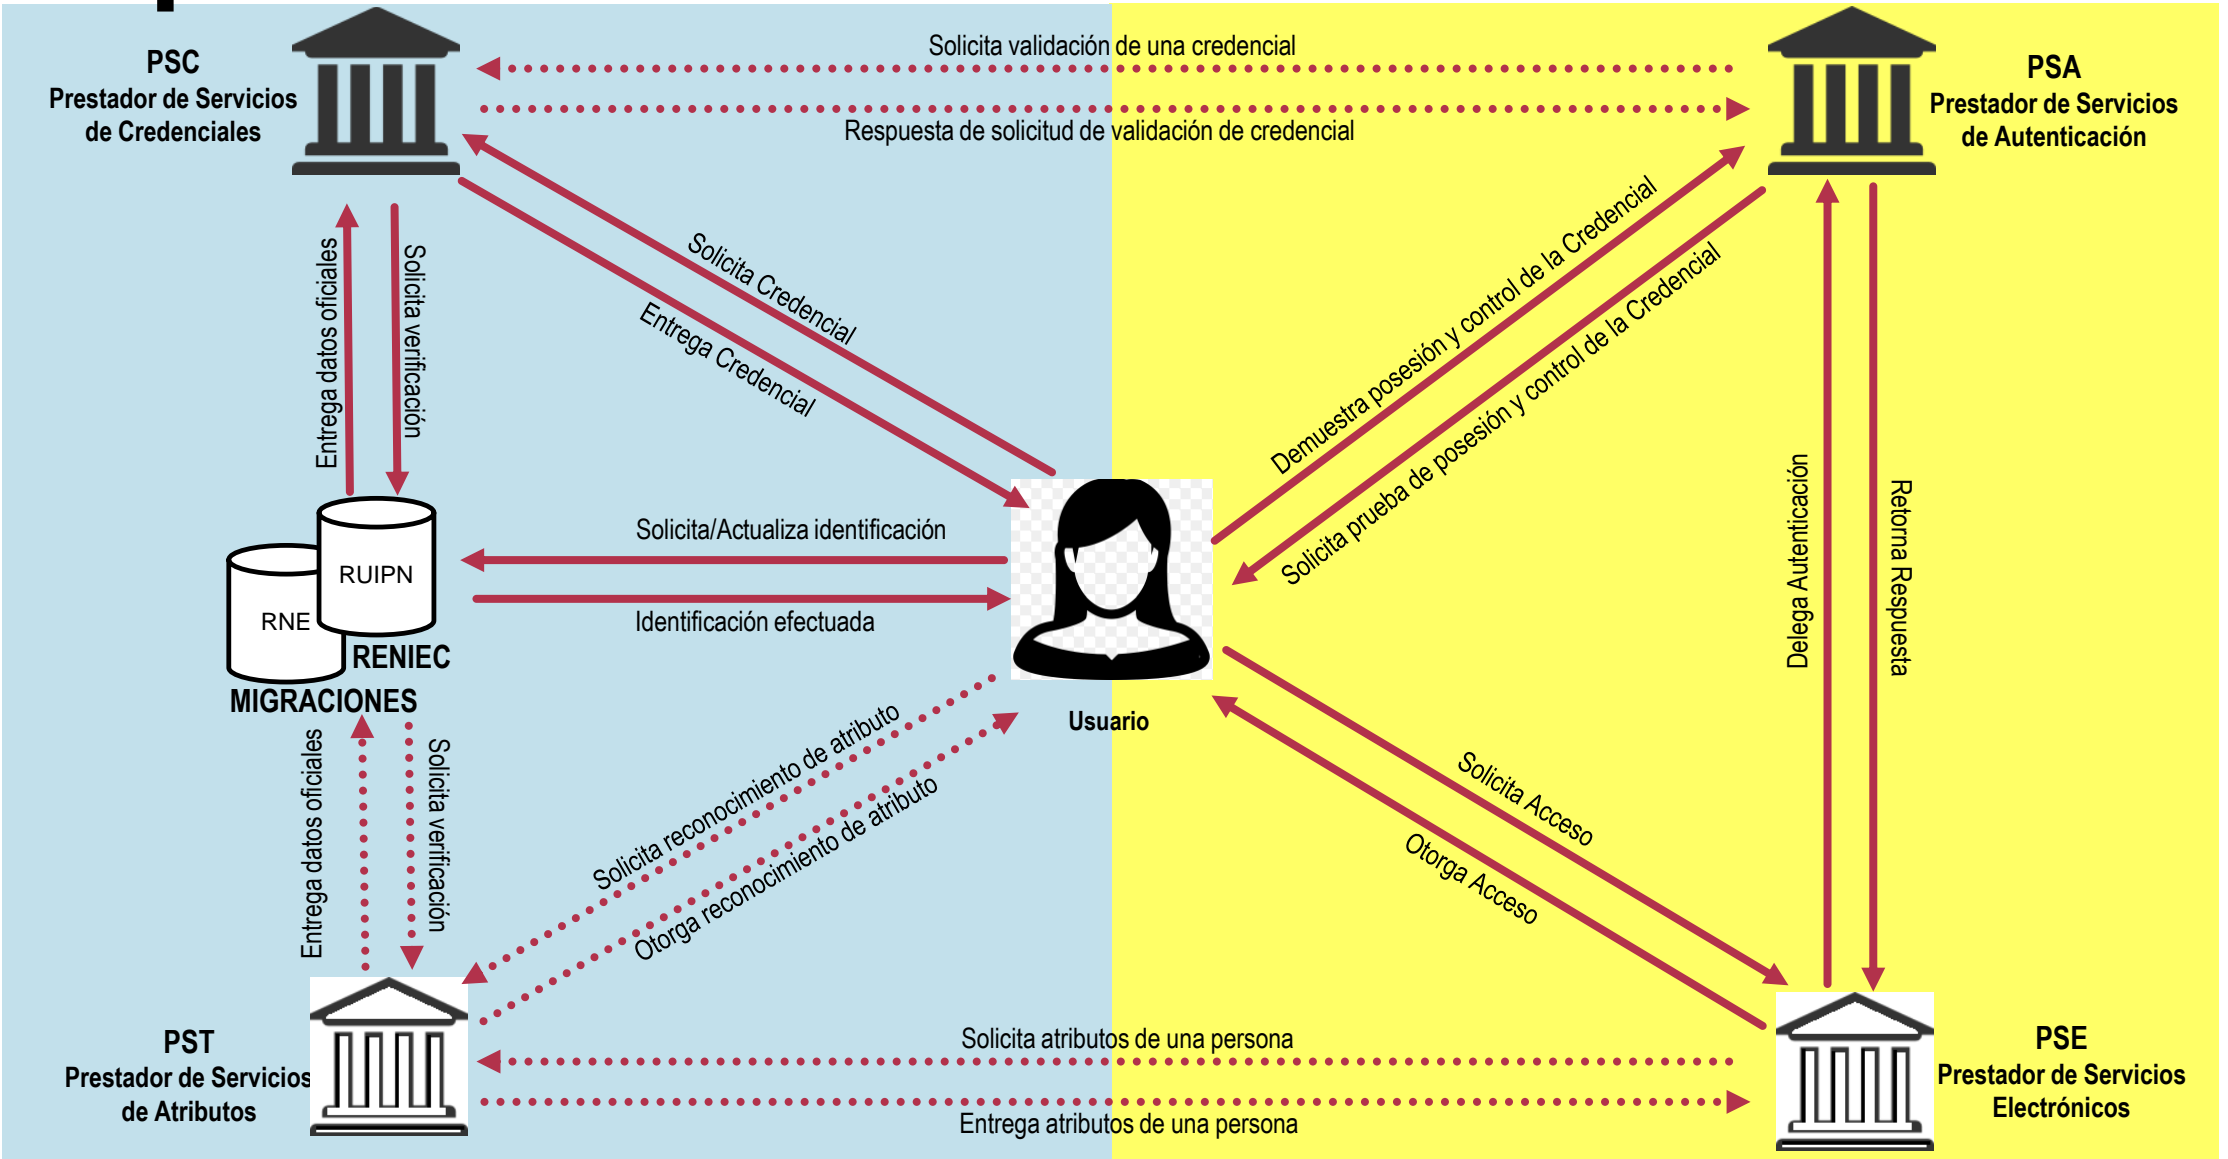 Solicita validación de una credencial
PSC
Prestador de Servicios
de Credenciales
PSA
Prestador de Servicios
de Autenticación
Respuesta de solicitud de validación de credencial
Solicita Credencial
Entrega Credencial
Demuestra posesión y control de la Credencial
Solicita prueba de posesión y control de la Credencial
Entrega datos oficiales
Solicita verificación
Solicita/Actualiza identificación
Identificación efectuada
RUIPN
RNE
RENIEC
MIGRACIONES
Usuario
Delega Autenticación
Retorna Respuesta
Entrega datos oficiales
Solicita verificación
Solicita reconocimiento de atributo
Otorga reconocimiento de atributo
Solicita Acceso
Otorga Acceso
PST
Prestador de Servicios
de Atributos
Solicita atributos de una persona
Entrega atributos de una persona
PSE
Prestador de Servicios
Electrónicos